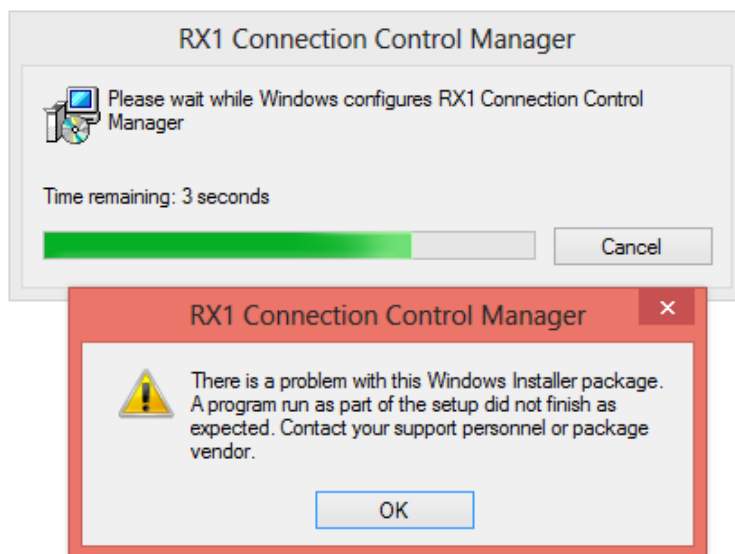 RX1 Connection Control Manager
Please wait while Windows configures RX1 Connection Control
Manager
Time remaining: 3 seconds
Cancel
RX1 Connection Control Manager
There is a problem with this Windows Installer package.
A program run as part of the setup did not finish as
expected. Contact your support personnel or package
vendor.
OK